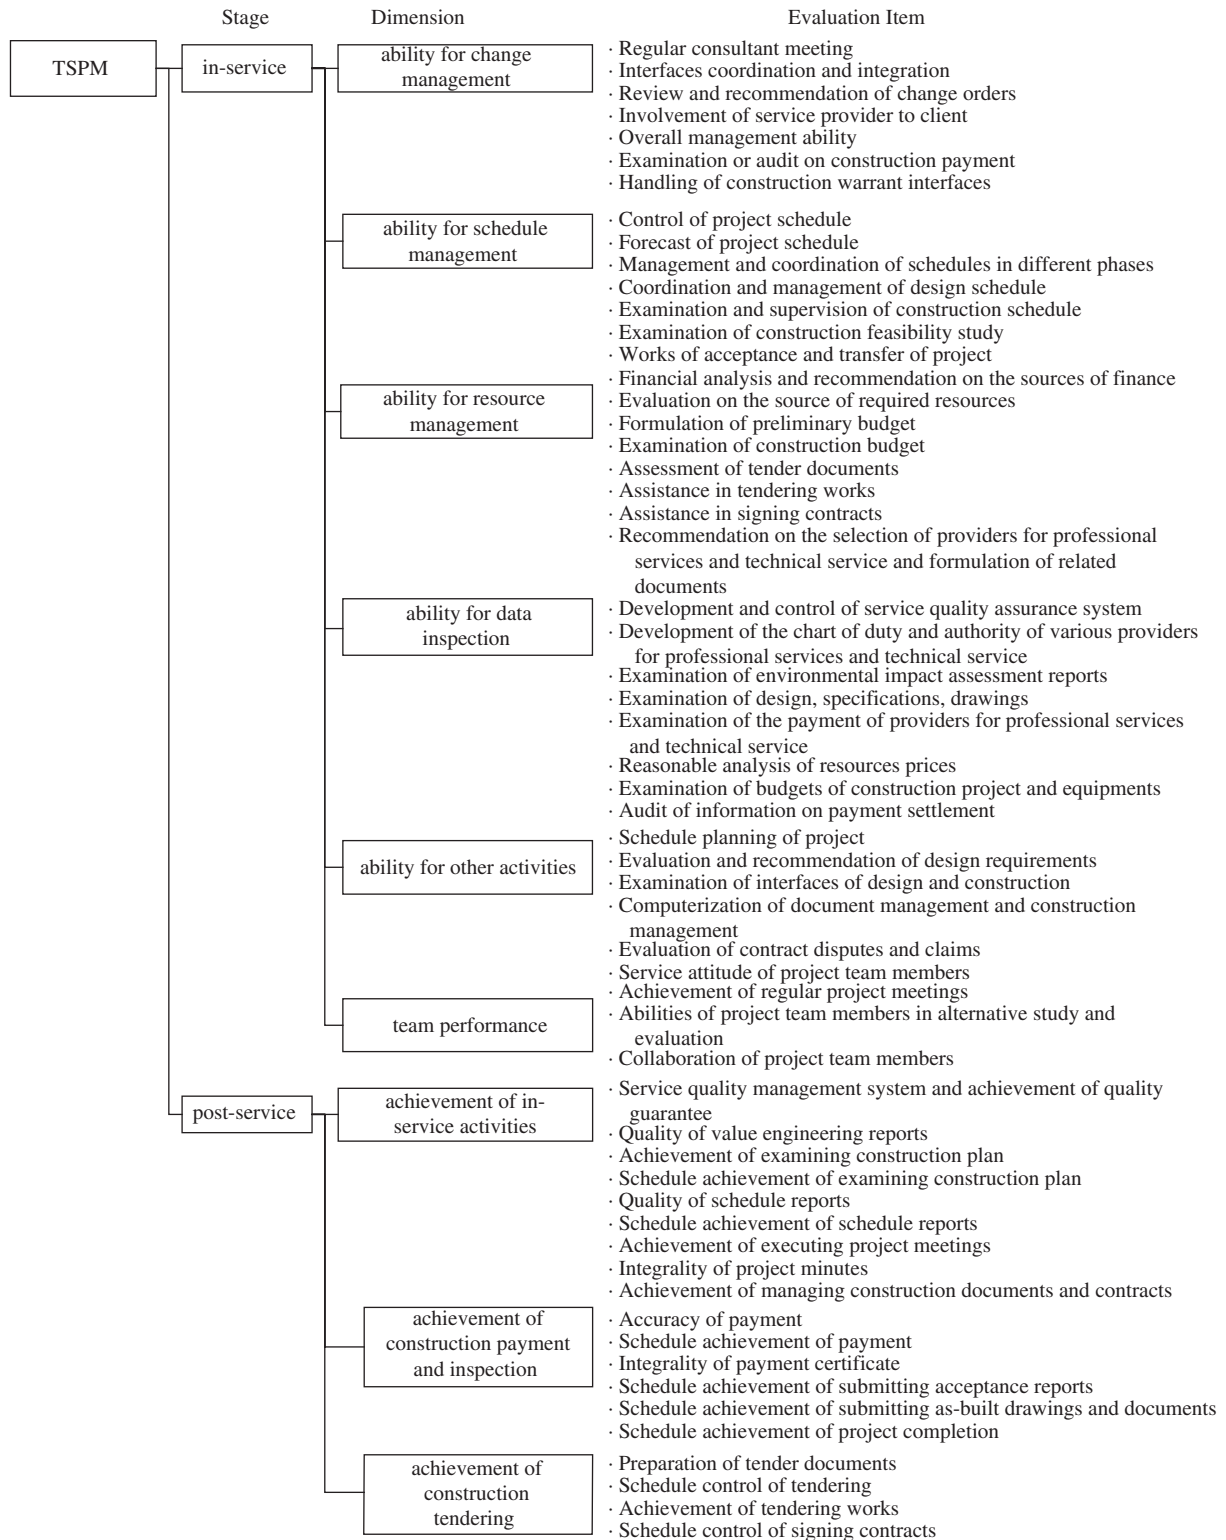 Stage Dimension Evaluation Item
TSPM
in-service
ability for change
management
· Regular consultant meeting
· Interfaces coordination and integration
· Review and recommendation of change orders
· Involvement of service provider to client
· Overall management ability
· Examination or audit on construction payment
· Handling of construction warrant interfaces
ability for schedule
management
· Control of project schedule
· Forecast of project schedule
· Management and coordination of schedules in different phases
· Coordination and management of design schedule
· Examination and supervision of construction schedule
· Examination of construction feasibility study
· Works of acceptance and transfer of project
ability for resource
management
· Financial analysis and recommendation on the sources of finance
· Evaluation on the source of required resources
· Formulation of preliminary budget
· Examination of construction budget
· Assessment of tender documents
· Assistance in tendering works
· Assistance in signing contracts
· Recommendation on the selection of providers for professional
services and technical service and formulation of related
documents
ability for data
inspection
· Development and control of service quality assurance system
· Development of the chart of duty and authority of various providers
for professional services and technical service
· Examination of environmental impact assessment reports
· Examination of design, specifications, drawings
· Examination of the payment of providers for professional services
and technical service
· Reasonable analysis of resources prices
· Examination of budgets of construction project and equipments
· Audit of information on payment settlement
ability for other activities
· Schedule planning of project
· Evaluation and recommendation of design requirements
· Examination of interfaces of design and construction
· Computerization of document management and construction
management
· Evaluation of contract disputes and claims
· Service attitude of project team members
team performance
· Achievement of regular project meetings
· Abilities of project team members in alternative study and
evaluation
· Collaboration of project team members
post-service
achievement of in-
service activities
· Service quality management system and achievement of quality
guarantee
· Quality of value engineering reports
· Achievement of examining construction plan
· Schedule achievement of examining construction plan
· Quality of schedule reports
· Schedule achievement of schedule reports
· Achievement of executing project meetings
· Integrality of project minutes
· Achievement of managing construction documents and contracts
achievement of
construction payment
and inspection
· Accuracy of payment
· Schedule achievement of payment
· Integrality of payment certificate
· Schedule achievement of submitting acceptance reports
· Schedule achievement of submitting as-built drawings and documents
· Schedule achievement of project completion
achievement of
construction
tendering
· Preparation of tender documents
· Schedule control of tendering
· Achievement of tendering works
· Schedule control of signing contracts